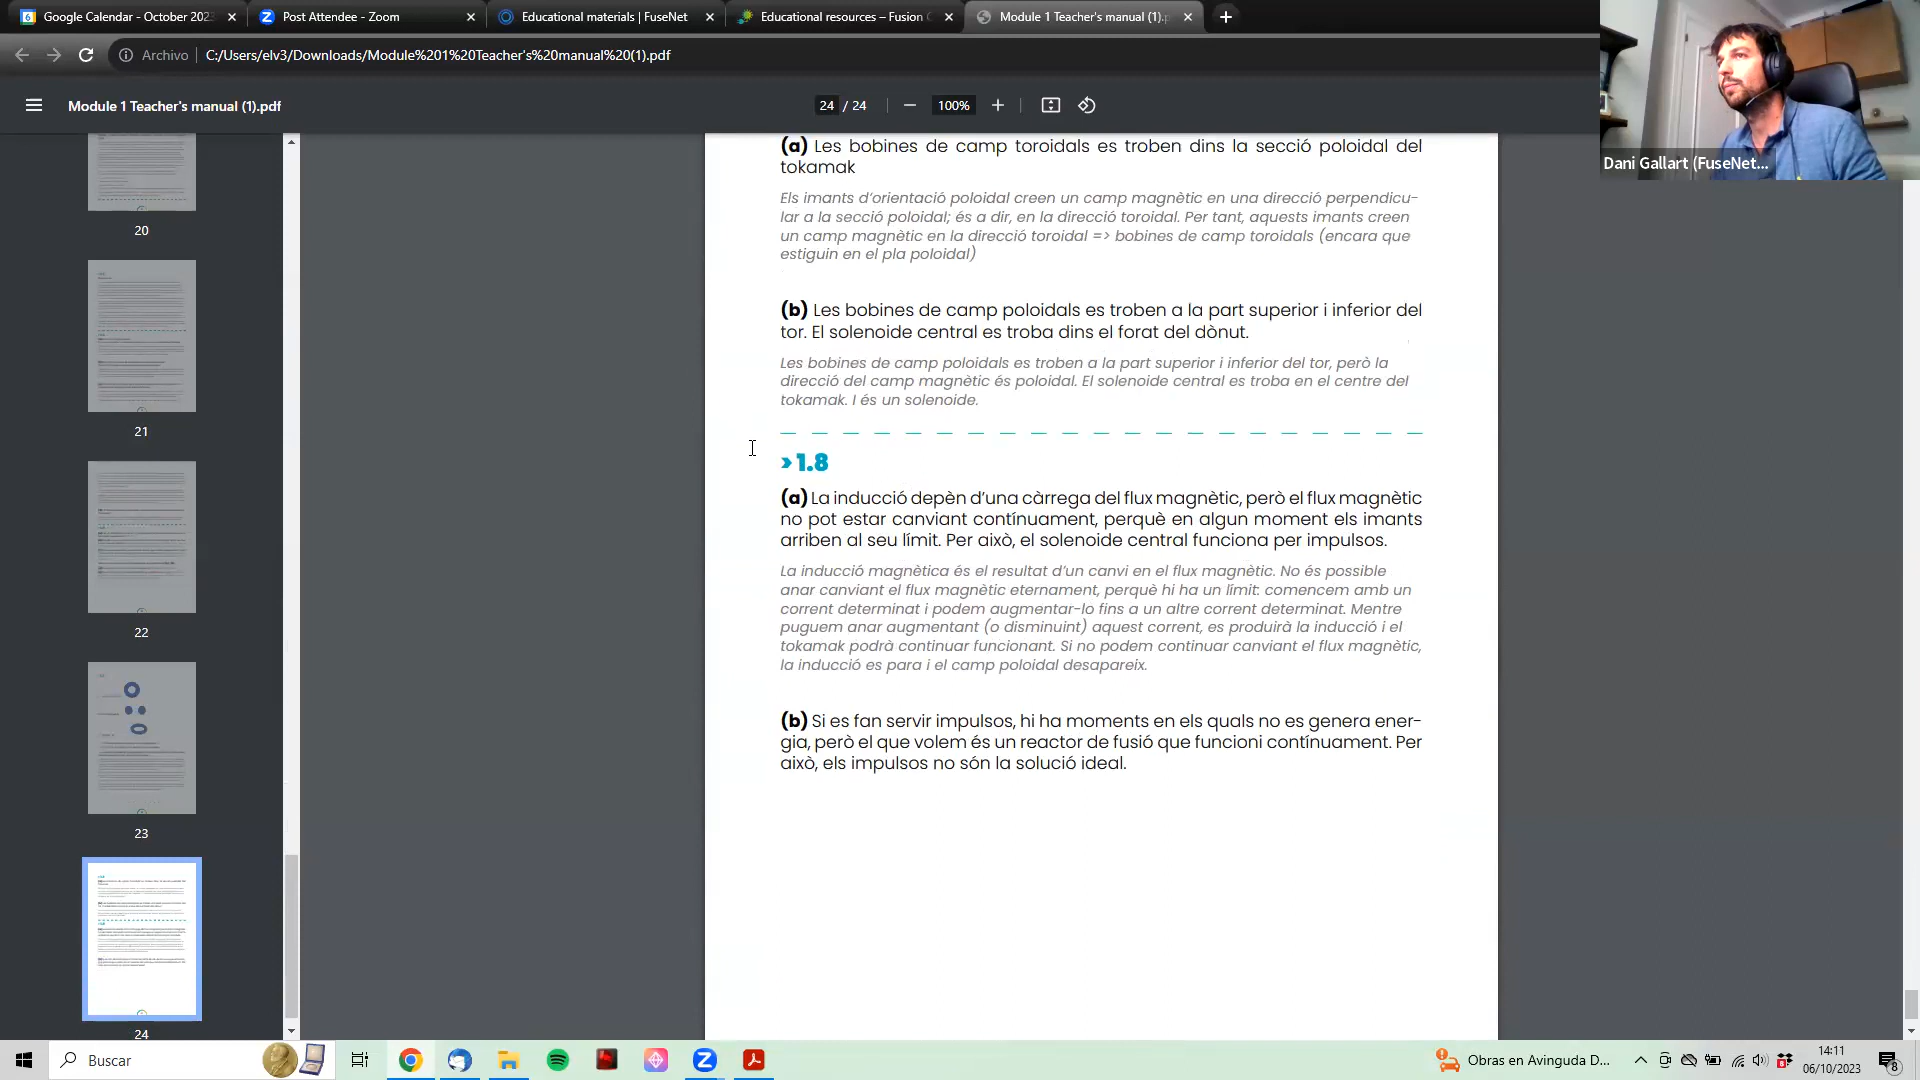 Google Calendar - October 202
Post Attendee - Zoom
Educational materials | FuseNet
Educational resources – Fusion
Module 1 Teacher's manual (1).p
Archivo
C:/Users/elv3/Downloads/Module%201%20Teacher's%20manual%20(1).pdf
Module 1 Teacher's manual (1).pdf
24 / 24
100%
Dani Gallart (FuseNet...
20
21
22
23
24
(a) Les bobines de camp toroidals es troben dins la secció poloidal del
tokamak
Els imants d'orientació poloidal creen un camp magnètic en una direcció perpendicu-
lar a la secció poloidal; és a dir, en la direcció toroidal. Per tant, aquests imants creen
un camp magnètic en la direcció toroidal => bobines de camp toroidals (encara que
estiguin en el pla poloidal)
(b) Les bobines de camp poloidals es troben a la part superior i inferior del
tor. El solenoide central es troba dins el forat del dònut.
Les bobines de camp poloidals es troben a la part superior i inferior del tor, però la
direcció del camp magnètic és poloidal. El solenoide central es troba en el centre del
tokamak. I és un solenoide.
› 1.8
(a) La inducció depèn d'una càrrega del flux magnètic, però el flux magnètic
no pot estar canviant contínuament, perquè en algun moment els imants
arriben al seu límit. Per això, el solenoide central funciona per impulsos.
La inducció magnètica és el resultat d'un canvi en el flux magnètic. No és possible
anar canviant el flux magnètic eternament, perquè hi ha un límit: comencem amb un
corrent determinat i podem augmentar-lo fins a un altre corrent determinat. Mentre
puguem anar augmentant (o disminuint) aquest corrent, es produirà la inducció i el
tokamak podrà continuar funcionant. Si no podem continuar canviant el flux magnètic,
la inducció es para i el camp poloidal desapareix.
(b) Si es fan servir impulsos, hi ha moments en els quals no es genera ener-
gia, però el que volem és un reactor de fusió que funcioni contínuament. Per
això, els impulsos no són la solució ideal.
Buscar
Obras en Avinguda D...
14:11
06/10/2023
8